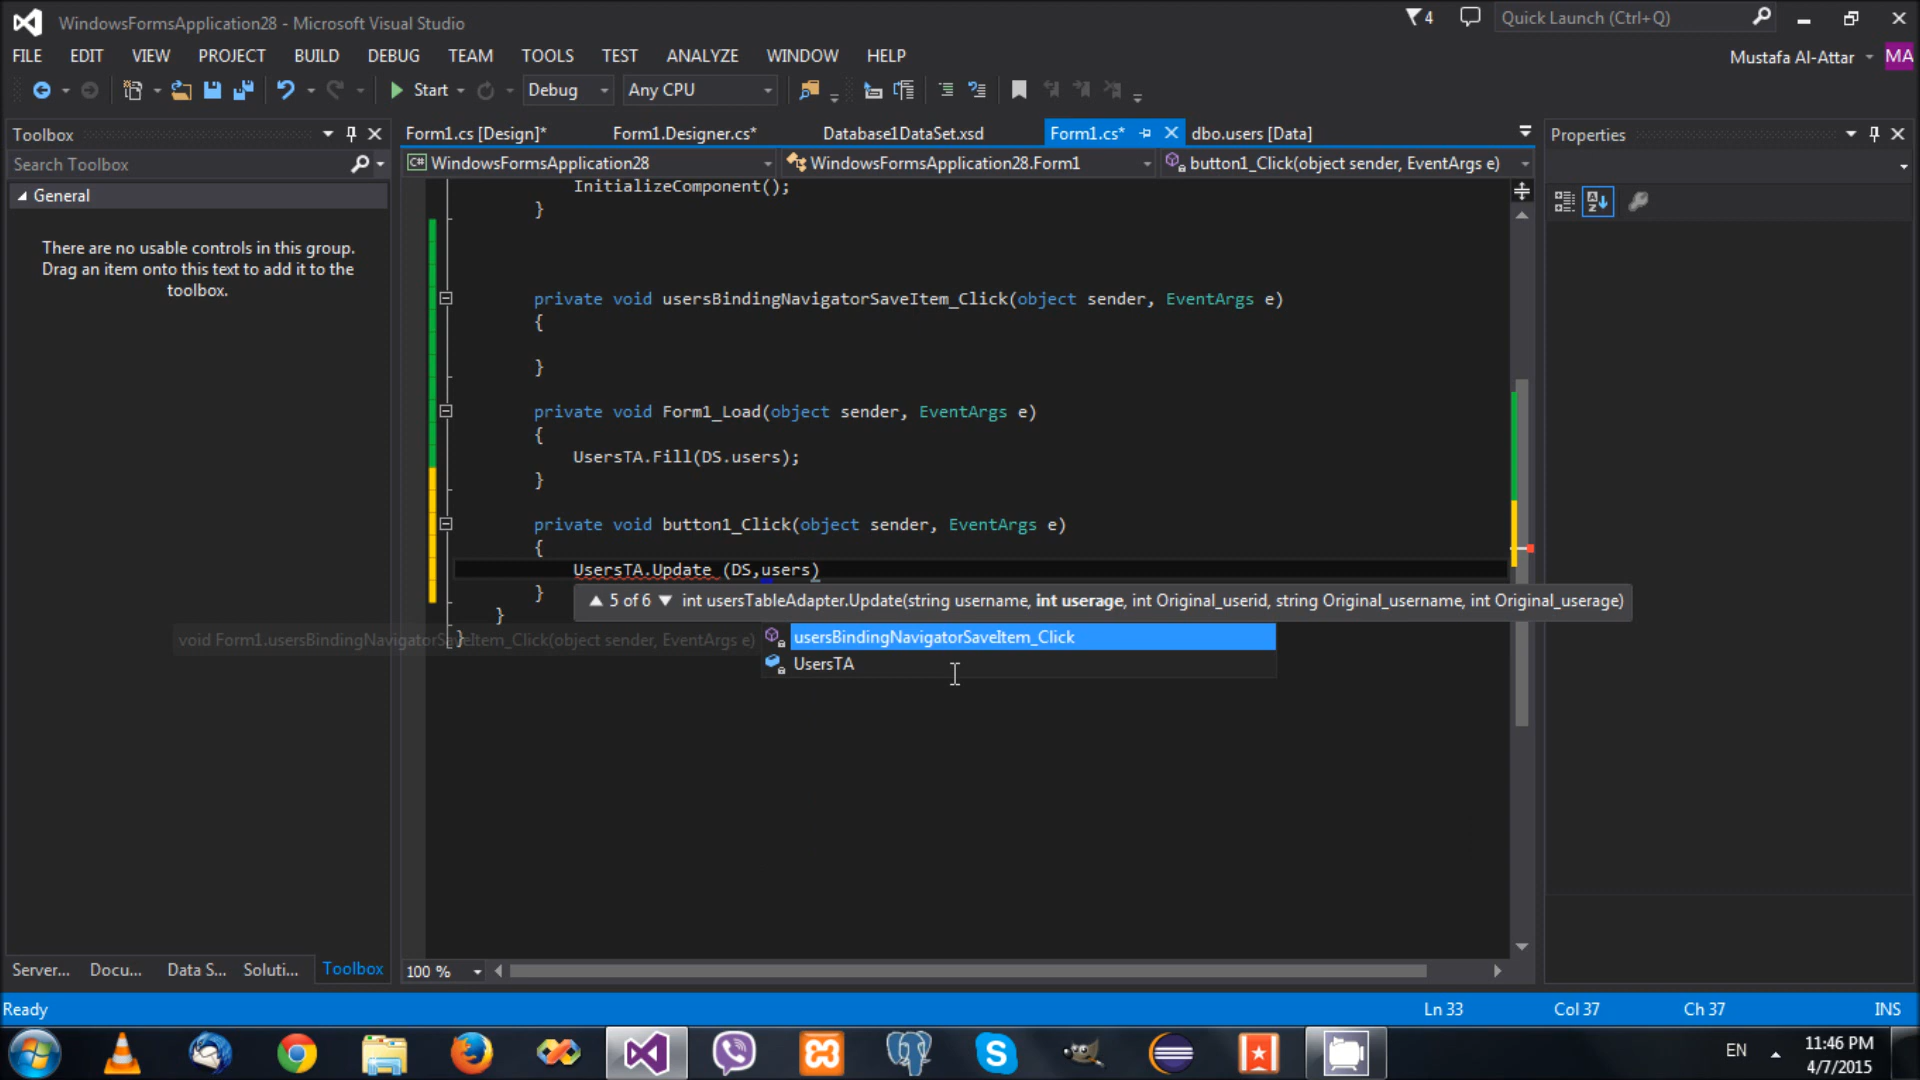 WindowsFormsApplication28 - Microsoft Visual Studio
4
Quick Launch (Ctrl+Q)
FILE EDIT VIEW PROJECT BUILD DEBUG TEAM TOOLS TEST ANALYZE WINDOW HELP
Mustafa Al-Attar MA
Start Debug Any CPU
Toolbox
Form1.cs [Design]* Form1.Designer.cs* Database1DataSet.xsd Form1.cs* dbo.users [Data]
Properties
Search Toolbox
C# WindowsFormsApplication28 WindowsFormsApplication28.Form1 button1_Click(object sender, EventArgs e)
General
There are no usable controls in this group.
Drag an item onto this text to add it to the
toolbox.
InitializeComponent();
}
private void usersBindingNavigatorSaveItem_Click(object sender, EventArgs e)
{
}
private void Form1_Load(object sender, EventArgs e)
{
UsersTA.Fill(DS.users);
}
private void button1_Click(object sender, EventArgs e)
{
UsersTA.Update (DS,users)
}
5 of 6 int usersTableAdapter.Update(string username, int userage, int Original_userid, string Original_username, int Original_userage)
}
void Form1.usersBindingNavigatorSaveItem_Click(object sender, EventArgs e)
}
usersBindingNavigatorSaveItem_Click
UsersTA
Server... Docu... Data S... Soluti... Toolbox
100 %
Ready
Ln 33 Col 37 Ch 37 INS
EN
11:46 PM
4/7/2015